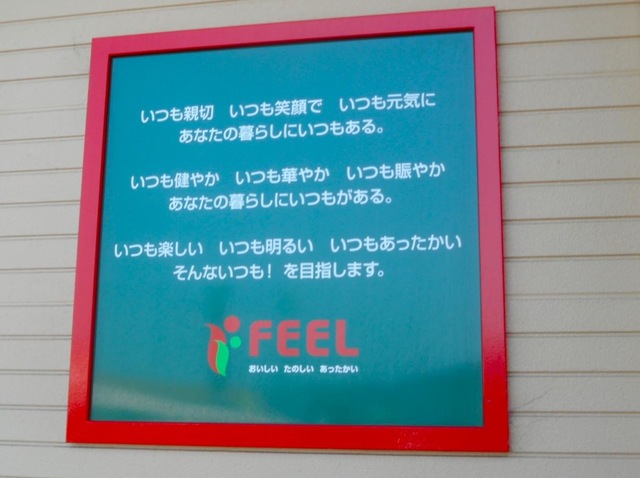 いつも親切　いつも笑顔で　いつも元気に
あなたの暮らしにいつもある。
いつも健やか　いつも華やか　いつも賑やか
あなたの暮らしにいつもがある。
いつも楽しい　いつも明るい　いつもあったかい
そんないつも！を目指します。
FEEL
おいしい たのしい あったかい